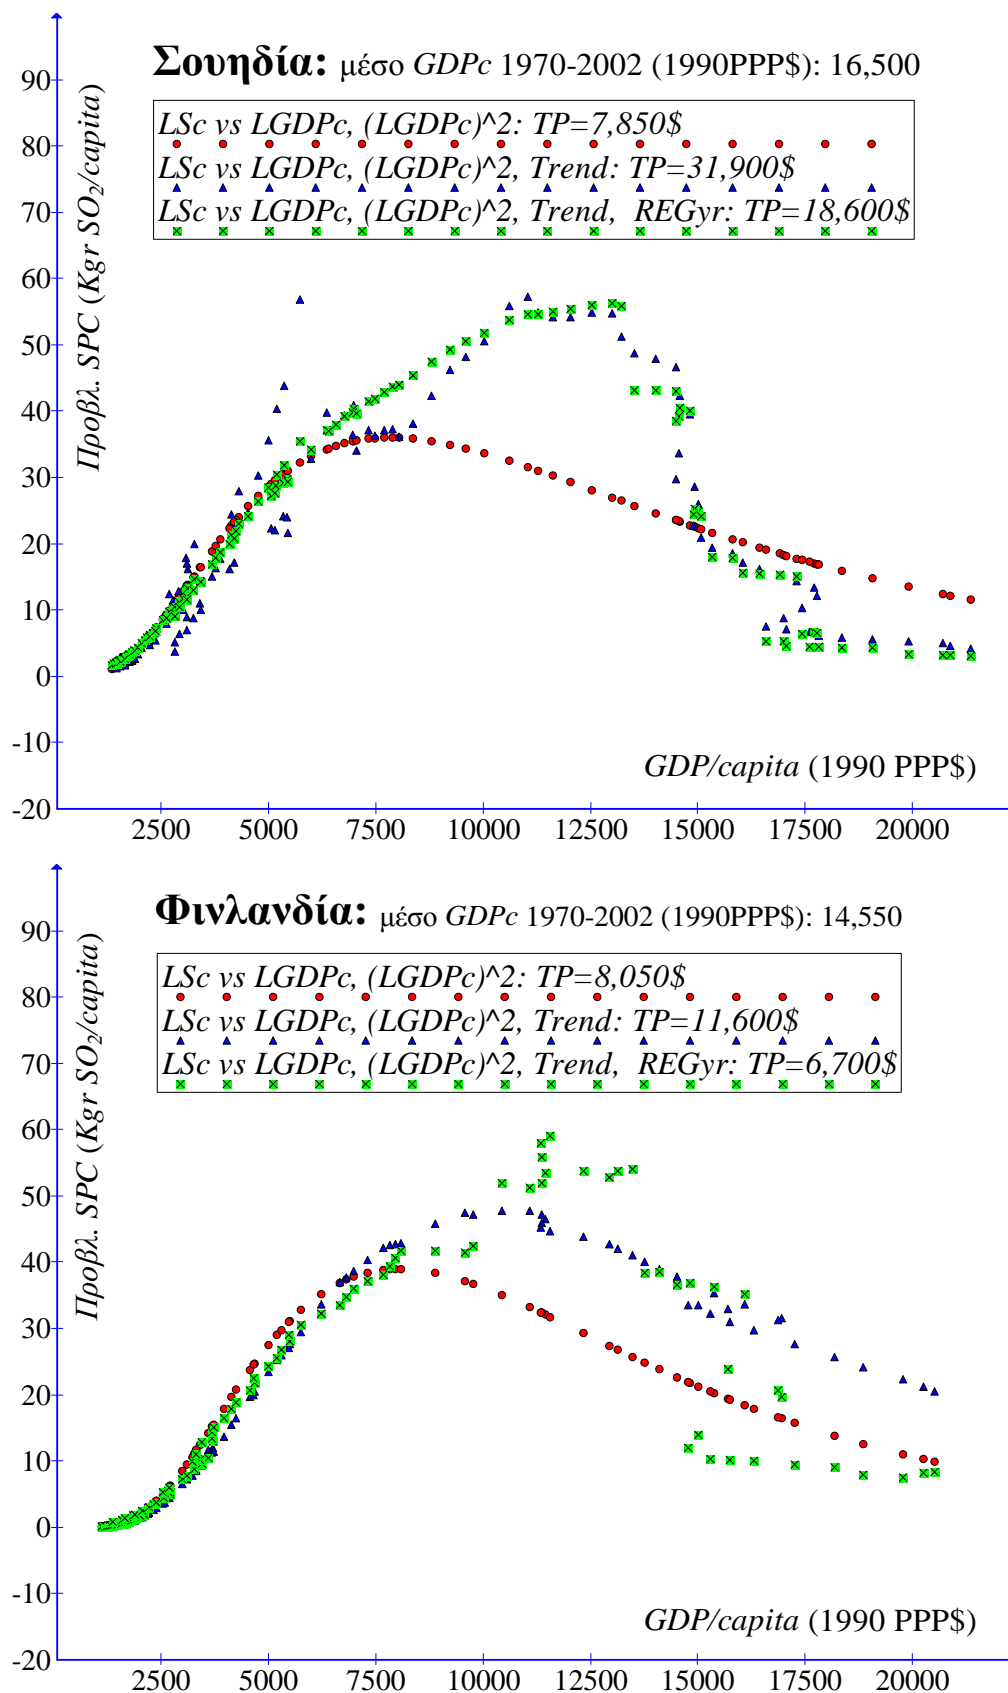 Σουηδία: μέσο GDPc 1970-2002 (1990PPP$): 16,500
LSc vs LGDPc, (LGDPc)^2: TP=7,850$
LSc vs LGDPc, (LGDPc)^2, Trend: TP=31,900$
LSc vs LGDPc, (LGDPc)^2, Trend, REGyr: TP=18,600$
Προβλ. SPC (Kgr SO2/capita)
90
80
70
60
50
40
30
20
10
0
-10
-20
GDP/capita (1990 PPP$)
2500 5000 7500 10000 12500 15000 17500 20000
Φινλανδία: μέσο GDPc 1970-2002 (1990PPP$): 14,550
LSc vs LGDPc, (LGDPc)^2: TP=8,050$
LSc vs LGDPc, (LGDPc)^2, Trend: TP=11,600$
LSc vs LGDPc, (LGDPc)^2, Trend, REGyr: TP=6,700$
Προβλ. SPC (Kgr SO2/capita)
90
80
70
60
50
40
30
20
10
0
-10
-20
GDP/capita (1990 PPP$)
2500 5000 7500 10000 12500 15000 17500 20000